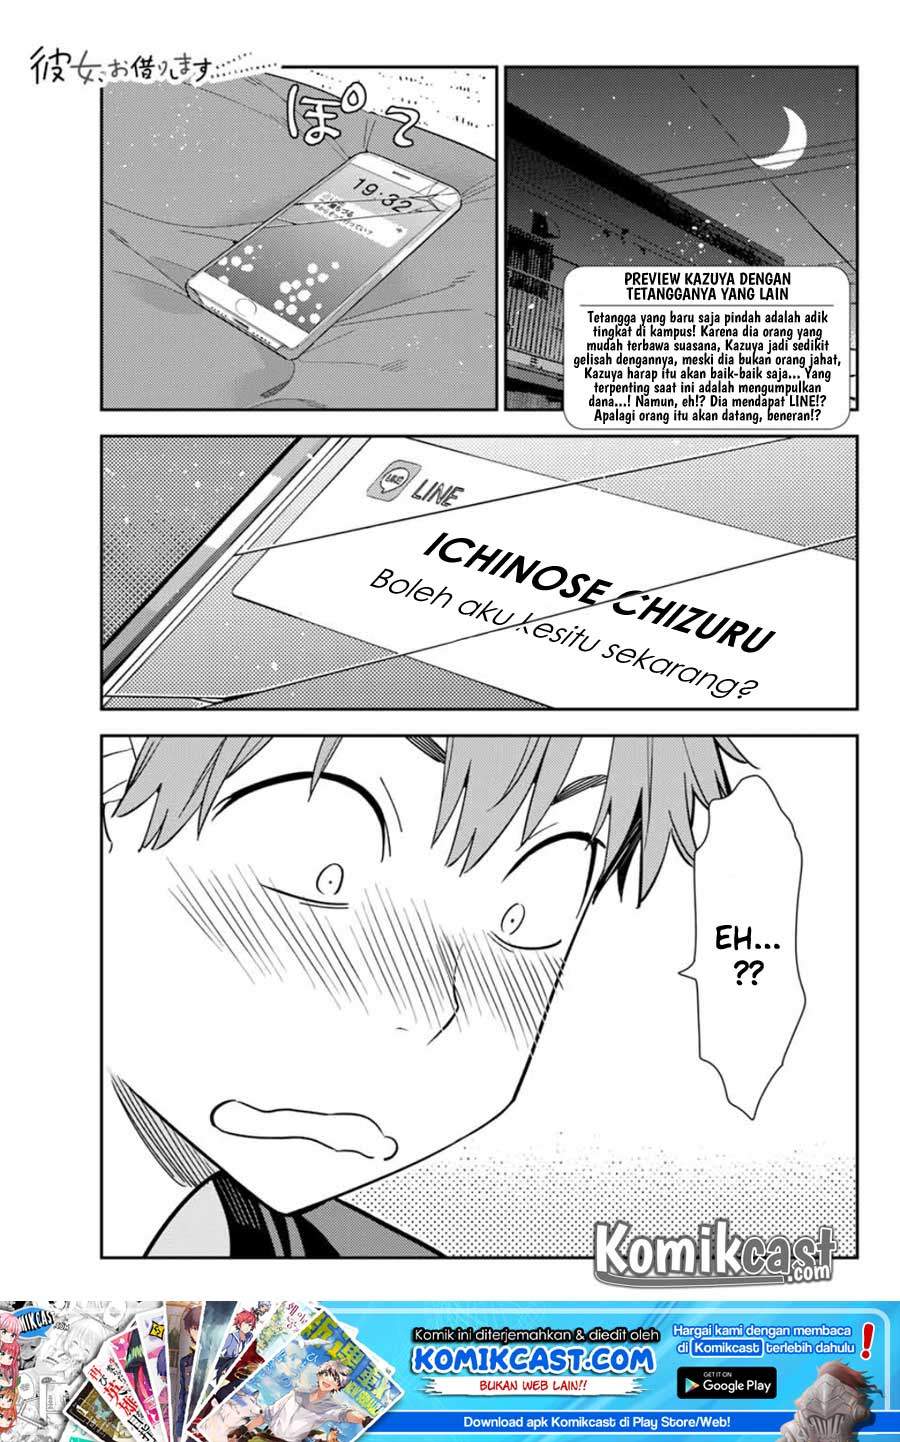 彼女、お借ります
ぽて
19:32
PREVIEW KAZUYA DENGAN
TETANGGANYA YANG LAIN
Tetangga yang baru saja pindah adalah adik
tingkat di kampus! Karena dia orang yang
mudah terbawa suasana, Kazuya jadi sedikit
gelisah dengannya, meski dia bukan orang jahat,
Kazuya harap itu akan baik-baik saja... Yang
terpenting saat ini adalah mengumpulkan
dana...! Namun, eh!? Dia mendapat LINE!?
Apalagi orang itu akan datang, beneran!?
LINE
LINE
ICHINOSE CHIZURU
Boleh aku kesitu sekarang?
EH...
??
Komikcast
.com
Komik ini diterjemahkan & diedit oleh
KOMIKCAST.COM
BUKAN WEB LAIN!!
Hargai kami dengan membaca
di Komikcast terlebih dahulu
!
GET IT ON
Google Play
Download apk Komikcast di Play Store/Web!